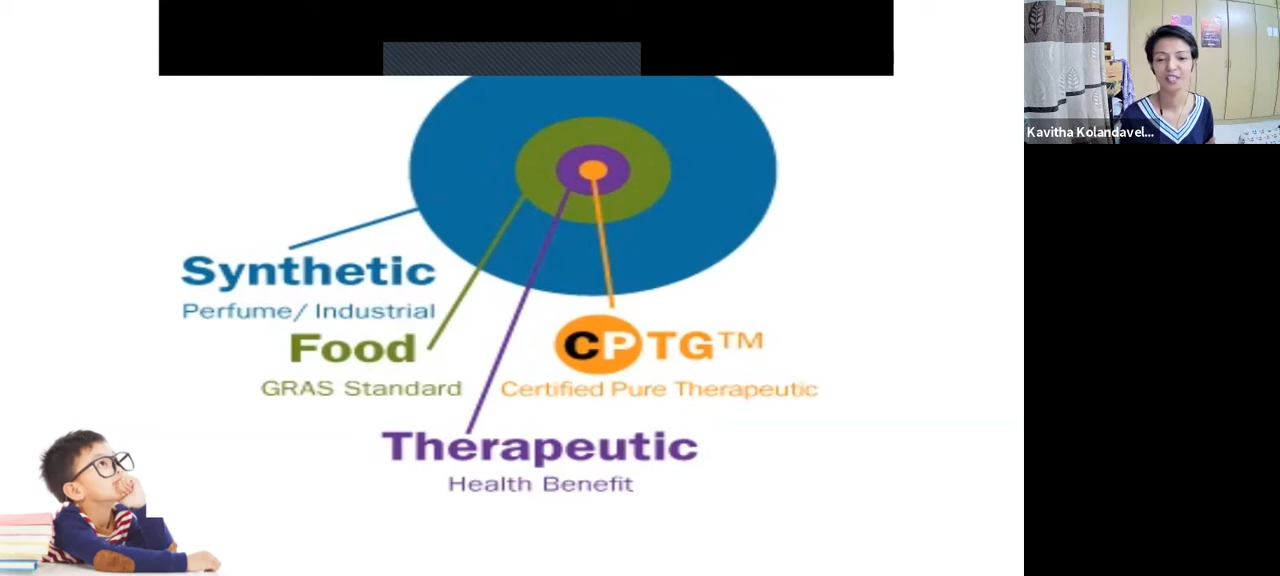 Kavitha Kolandavel...
Synthetic
Perfume/ Industrial
Food
GRAS Standard
CPTG™
Certified Pure Therapeutic
Therapeutic
Health Benefit